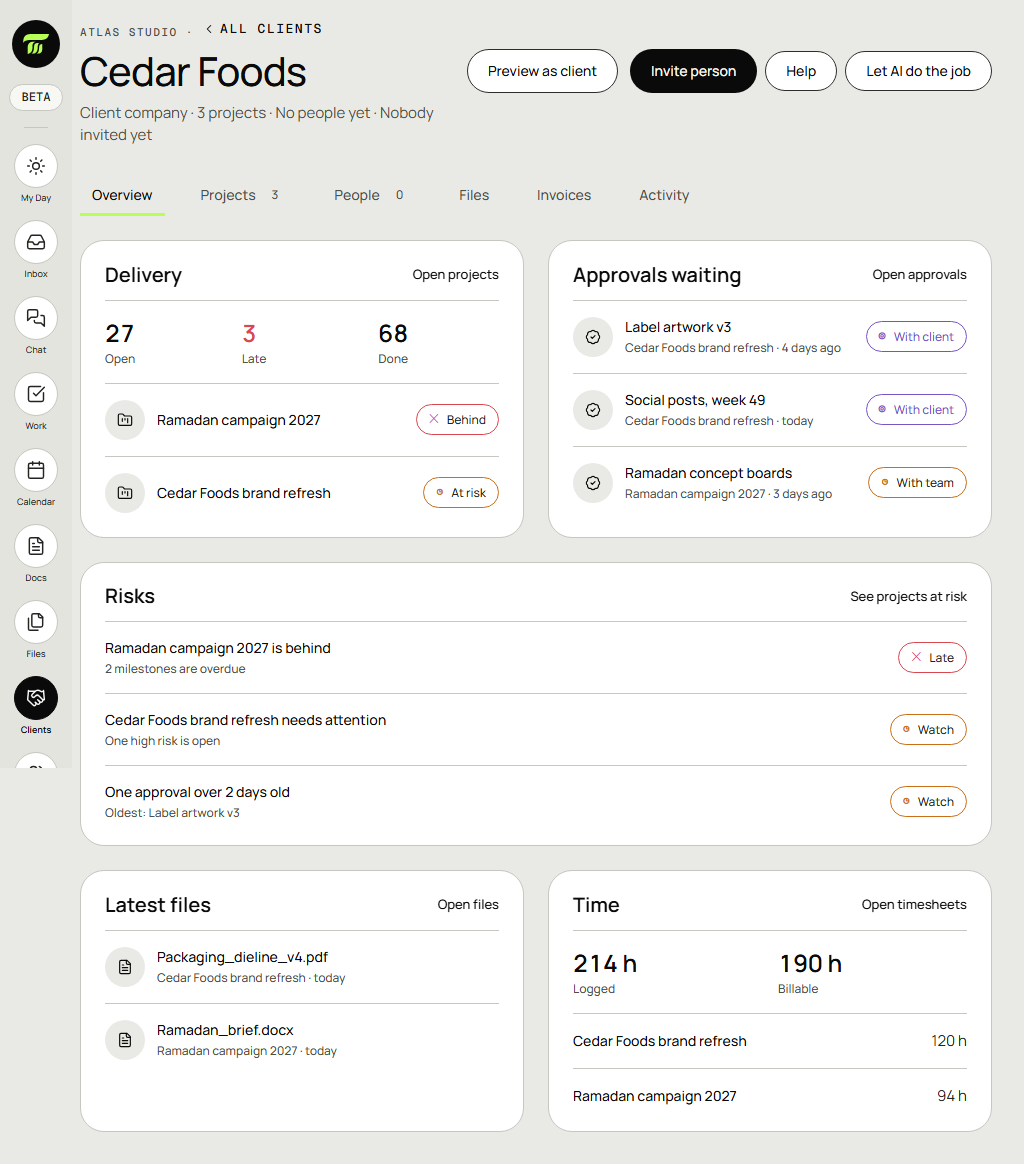 ATLAS STUDIO ·
ALL CLIENTS
Cedar Foods
Client company · 3 projects · No people yet · Nobody
invited yet
Preview as client
Invite person
Help
Let AI do the job
BETA
My Day
Inbox
Chat
Work
Calendar
Docs
Files
Clients
Overview
Projects 3
People 0
Files
Invoices
Activity
Delivery
Open projects
27
Open
3
Late
68
Done
Ramadan campaign 2027
Behind
Cedar Foods brand refresh
At risk
Approvals waiting
Open approvals
Label artwork v3
Cedar Foods brand refresh · 4 days ago
With client
Social posts, week 49
Cedar Foods brand refresh · today
With client
Ramadan concept boards
Ramadan campaign 2027 · 3 days ago
With team
Risks
See projects at risk
Ramadan campaign 2027 is behind
2 milestones are overdue
Late
Cedar Foods brand refresh needs attention
One high risk is open
Watch
One approval over 2 days old
Oldest: Label artwork v3
Watch
Latest files
Open files
Packaging_dieline_v4.pdf
Cedar Foods brand refresh · today
Ramadan_brief.docx
Ramadan campaign 2027 · today
Time
Open timesheets
214 h
Logged
190 h
Billable
Cedar Foods brand refresh
120 h
Ramadan campaign 2027
94 h